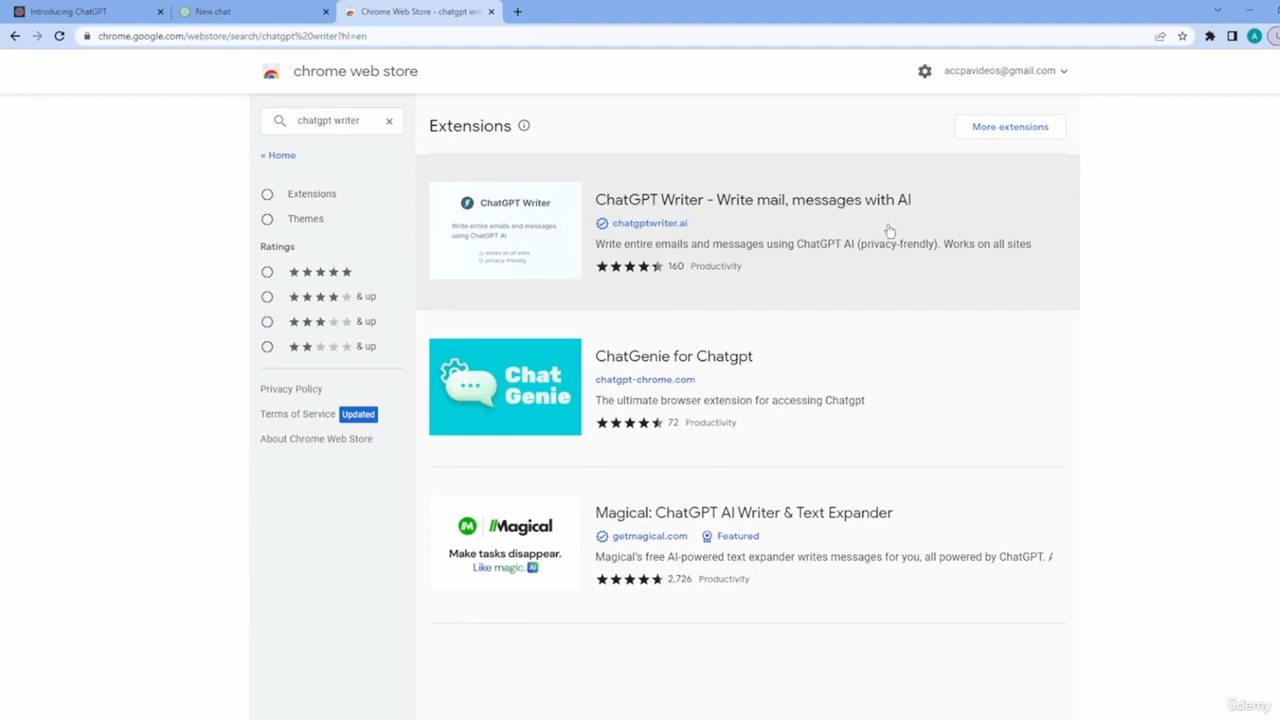 Introducing ChatGPT
New chat
Chrome Web Store - chatgpt wri
chrome.google.com/webstore/search/chatgpt%20writer?hl=en
A
chrome web store
accpavideos@gmail.com
chatgpt writer
Extensions
More extensions
« Home
Extensions
Themes
Ratings
& up
& up
& up
Privacy Policy
Terms of Service Updated
About Chrome Web Store
ChatGPT Writer
Write entire emails and messages
using ChatGPT AI
works on all sites
privacy-friendly
ChatGPT Writer - Write mail, messages with AI
chatgptwriter.ai
Write entire emails and messages using ChatGPT AI (privacy-frendly). Works on all sites
160 Productivity
Chat
Genie
ChatGenie for Chatgpt
chatgpt-chrome.com
The ultimate browser extension for accessing Chatgpt
72 Productivity
Magical
Make tasks disappear.
Like magic. AI
Magical: ChatGPT AI Writer & Text Expander
getmagical.com Featured
Magical's free AI-powered text expander writes messages for you, all powered by ChatGPT. A
2,726 Productivity
ûdemy